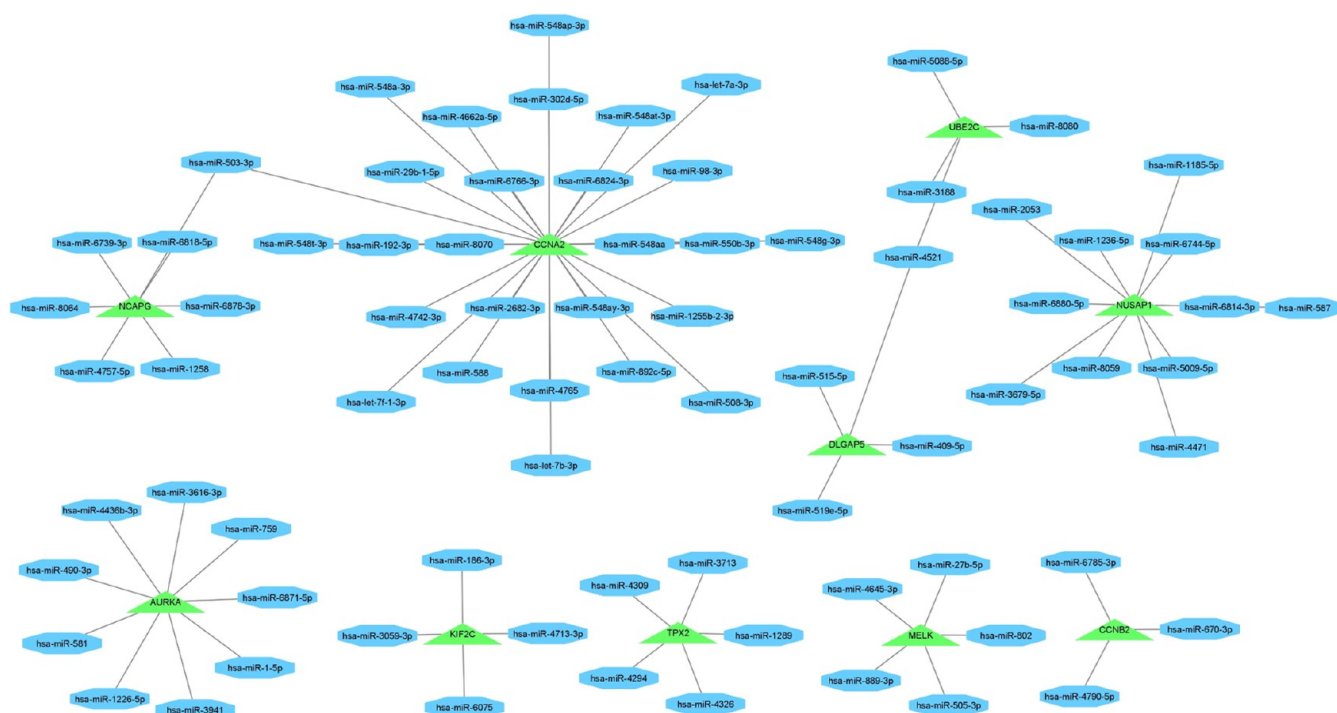 hsa-miR-548ap-3p
hsa-miR-5088-5p
hsa-miR-548a-3p
hsa-let-7a-3p
hsa-miR-302d-5p
hsa-miR-4662a-5p
hsa-miR-548at-3p
UBE2C
hsa-miR-8080
hsa-miR-503-3p
hsa-miR-1185-5p
hsa-miR-29b-1-5p
hsa-miR-98-3p
hsa-miR-6766-3p
hsa-miR-6824-3p
hsa-miR-3188
hsa-miR-2053
hsa-miR-6739-3p
hsa-miR-6818-5p
hsa-miR-548t-3p
hsa-miR-192-3p
hsa-miR-8070
CCNA2
hsa-miR-548aa
hsa-miR-550b-3p
hsa-miR-548g-3p
hsa-miR-1236-5p
hsa-miR-6744-5p
hsa-miR-4521
hsa-miR-8064
NCAPG
hsa-miR-6878-3p
hsa-miR-4742-3p
hsa-miR-2682-3p
hsa-miR-548ay-3p
hsa-miR-1255b-2-3p
hsa-miR-6880-5p
NUSAP1
hsa-miR-6814-3p
hsa-miR-587
hsa-miR-4757-5p
hsa-miR-1258
hsa-miR-588
hsa-miR-892c-5p
hsa-miR-8059
hsa-miR-5009-5p
hsa-miR-515-5p
hsa-let-7f-1-3p
hsa-miR-4765
hsa-miR-508-3p
hsa-miR-3679-5p
DLGAP5
hsa-miR-409-5p
hsa-miR-4471
hsa-let-7b-3p
hsa-miR-519e-5p
hsa-miR-3616-3p
hsa-miR-4436b-3p
hsa-miR-759
hsa-miR-490-3p
AURKA
hsa-miR-6871-5p
hsa-miR-581
hsa-miR-1-5p
hsa-miR-1226-5p
hsa-miR-3941
hsa-miR-186-3p
hsa-miR-3059-3p
KIF2C
hsa-miR-4713-3p
hsa-miR-6075
hsa-miR-3713
hsa-miR-4309
TPX2
hsa-miR-1289
hsa-miR-4294
hsa-miR-4326
hsa-miR-27b-5p
hsa-miR-4645-3p
MELK
hsa-miR-802
hsa-miR-889-3p
hsa-miR-505-3p
hsa-miR-6785-3p
CCNB2
hsa-miR-670-3p
hsa-miR-4790-5p